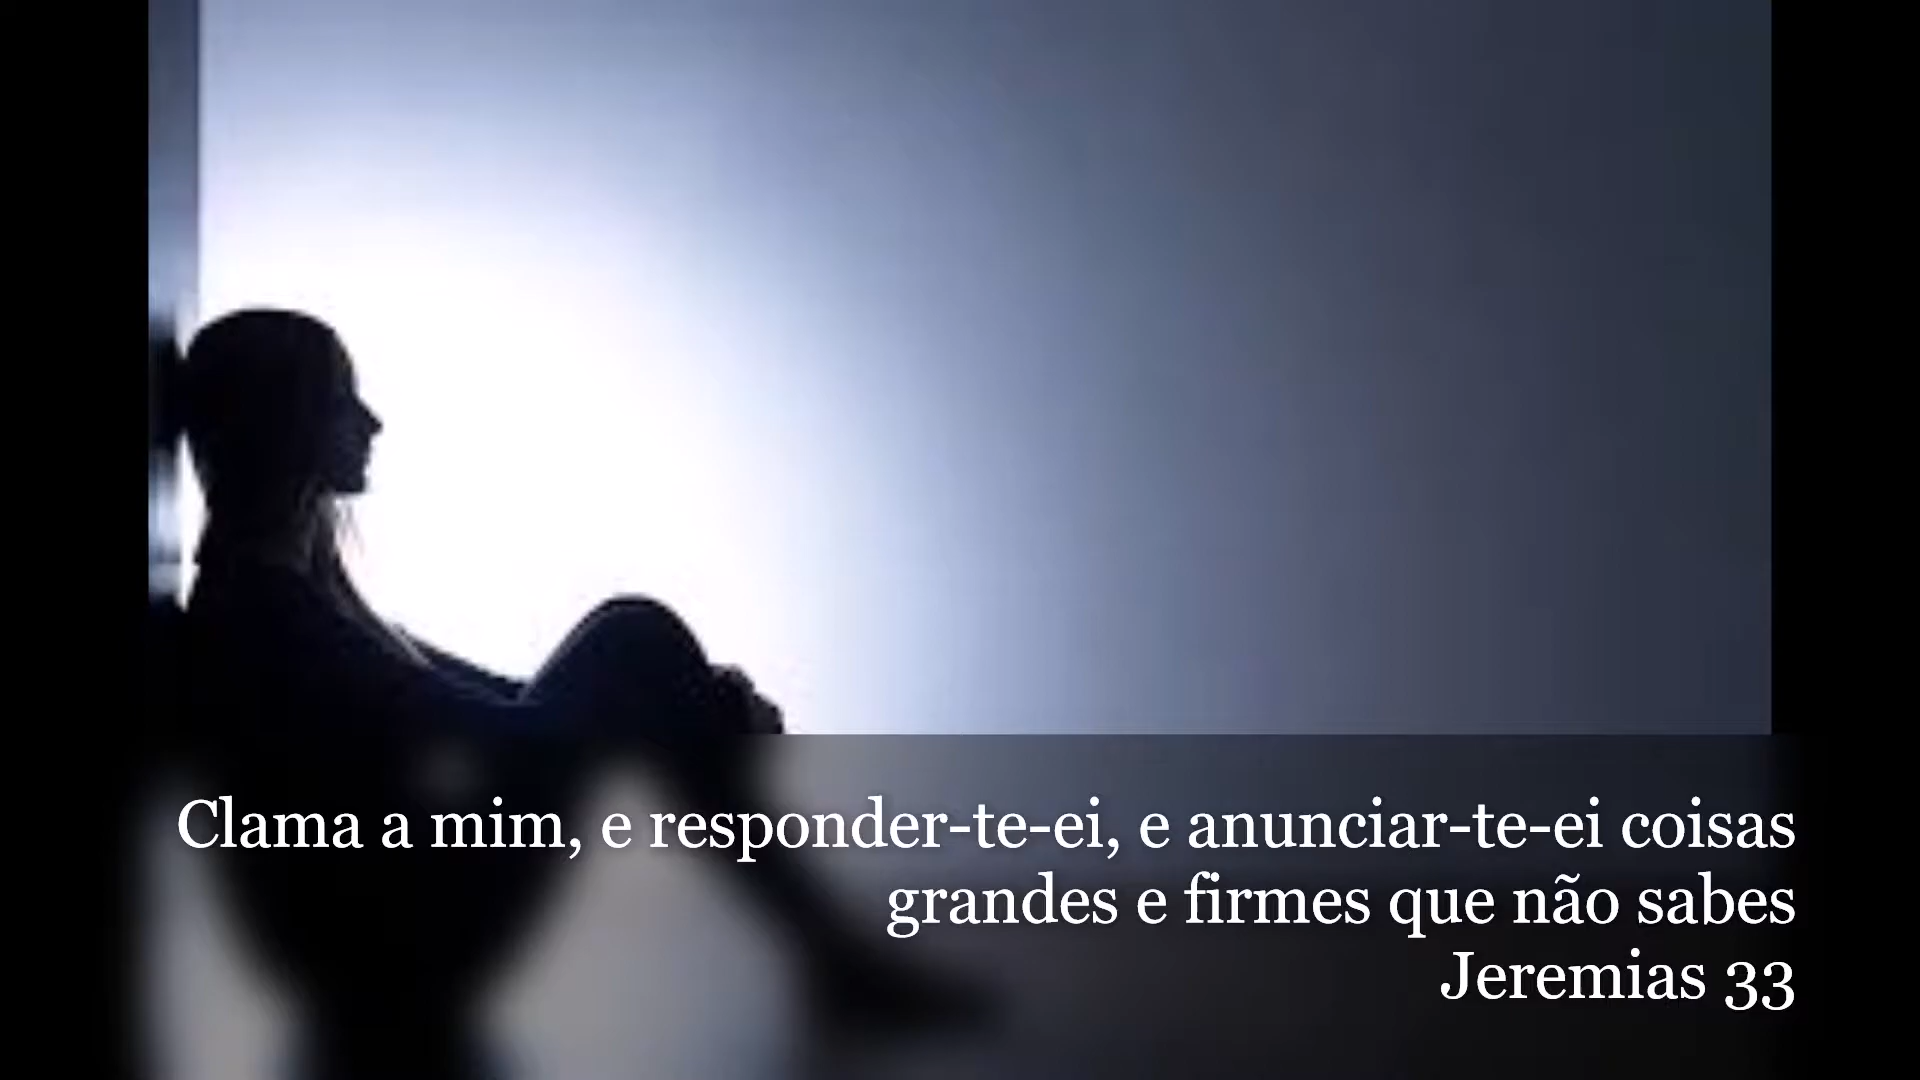 Clama a mim, e responder-te-ei, e anunciar-te-ei coisas
grandes e firmes que não sabes
Jeremias 33